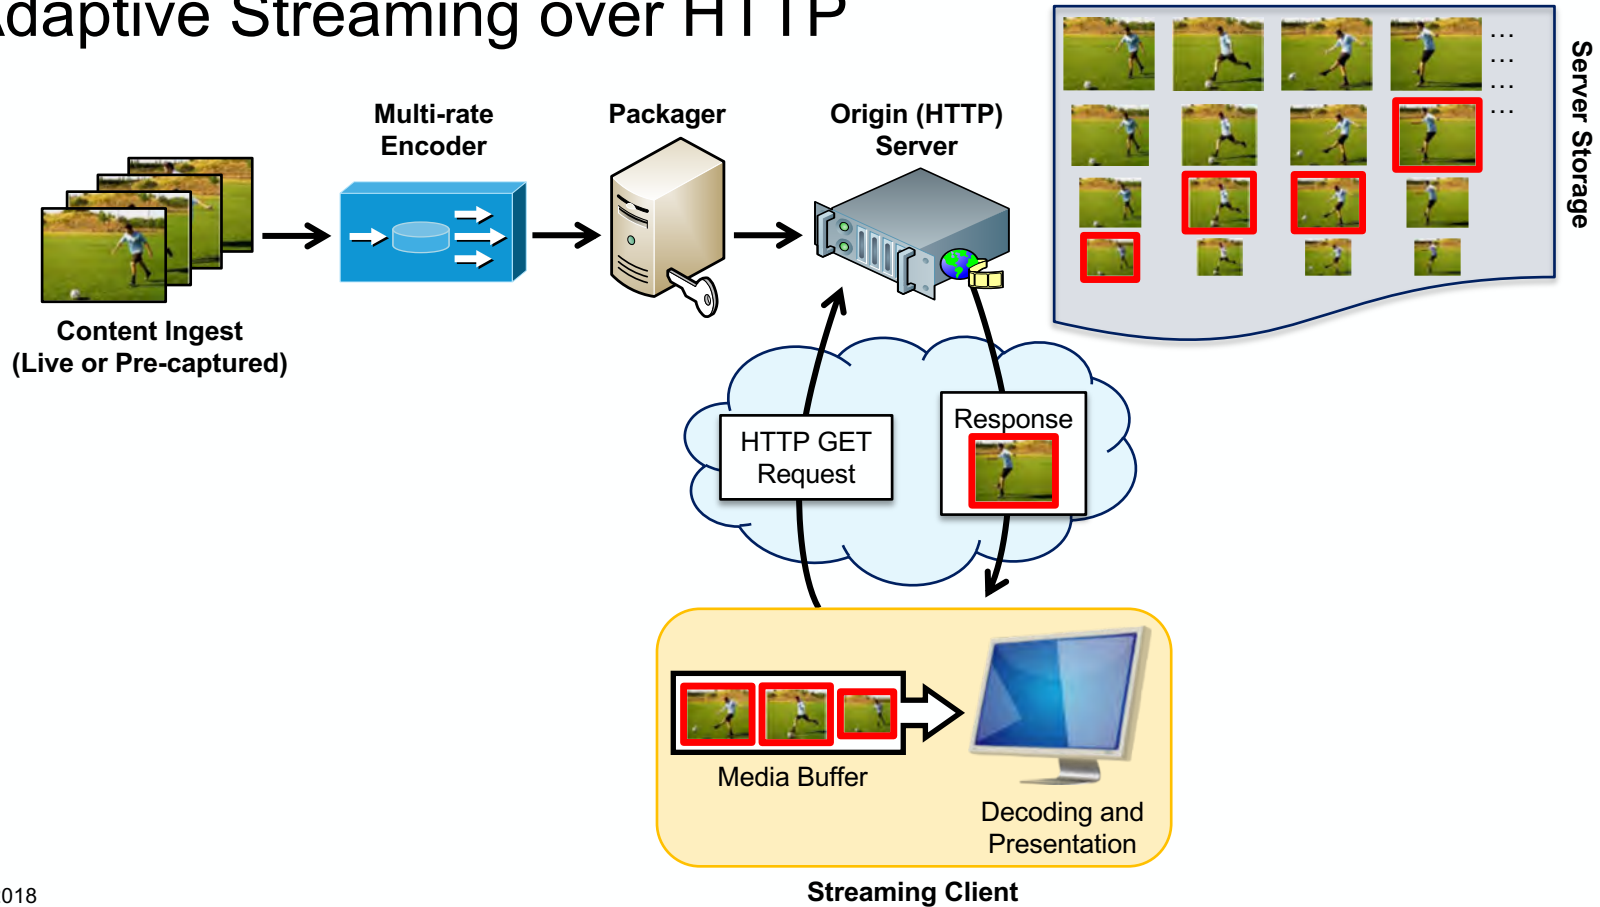 daptive Streaming over HTTP
Multi-rate
Encoder
Packager
Origin (HTTP)
Server
...
...
...
...
Server Storage
Content Ingest
(Live or Pre-captured)
HTTP GET
Request
Response
Media Buffer
Decoding and
Presentation
Streaming Client
018